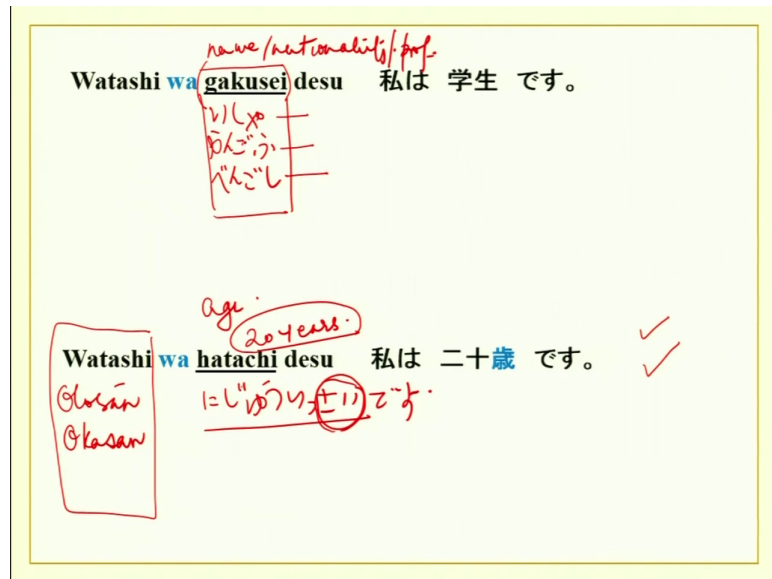 name/nationality/prof.
Watashi wa gakusei desu 私は 学生 です。
いしゃ
かんごふ
べんごし
age.
20 years.
Watashi wa hatachi desu 私は 二十歳 です。
Otosan にじゅういっさいです.
Okasan